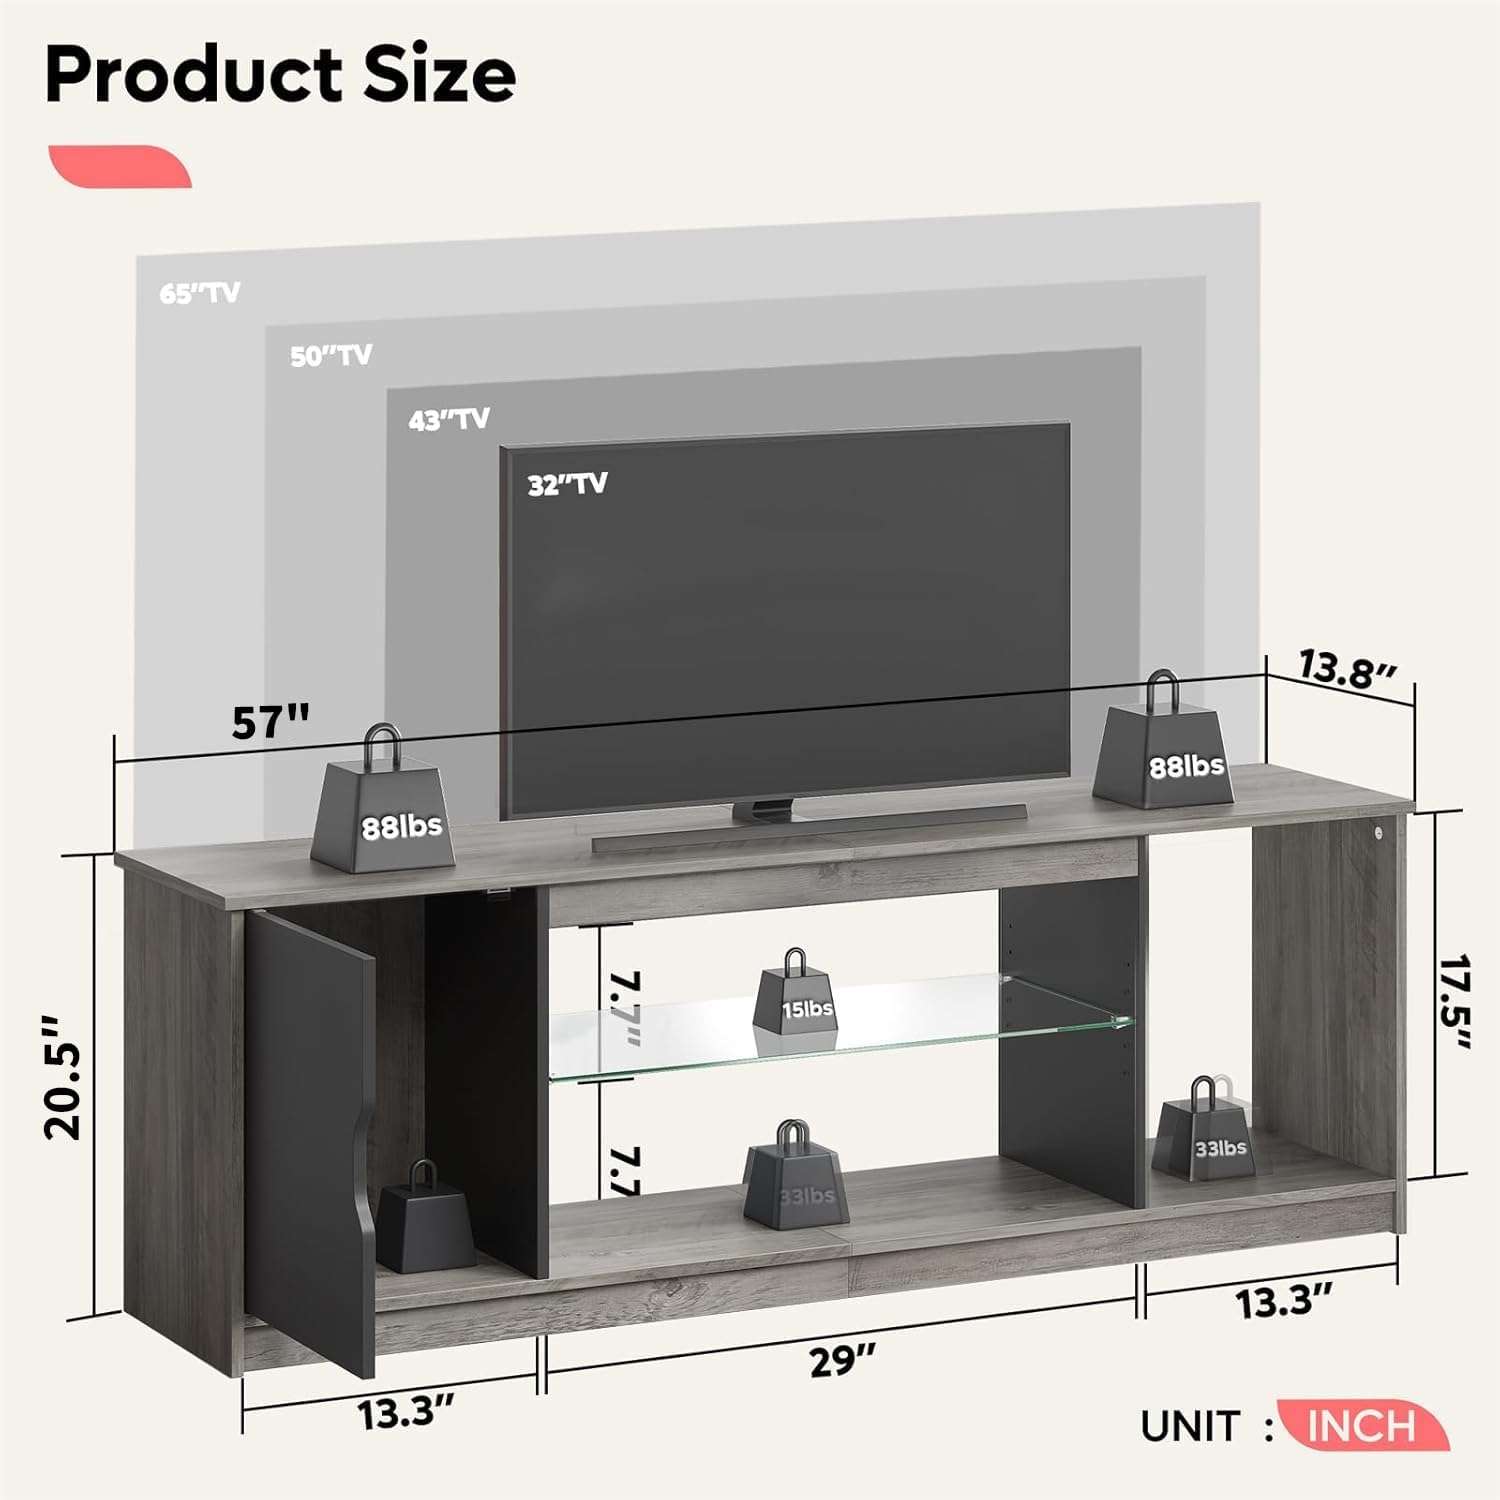 Product Size
65"TV
50"TV
43"TV
32"TV
13.8"
57"
88lbs
88lbs
7.7"
15lbs
17.5"
20.5"
7.7
33lbs
33lbs
13.3"
29"
13.3"
UNIT : INCH